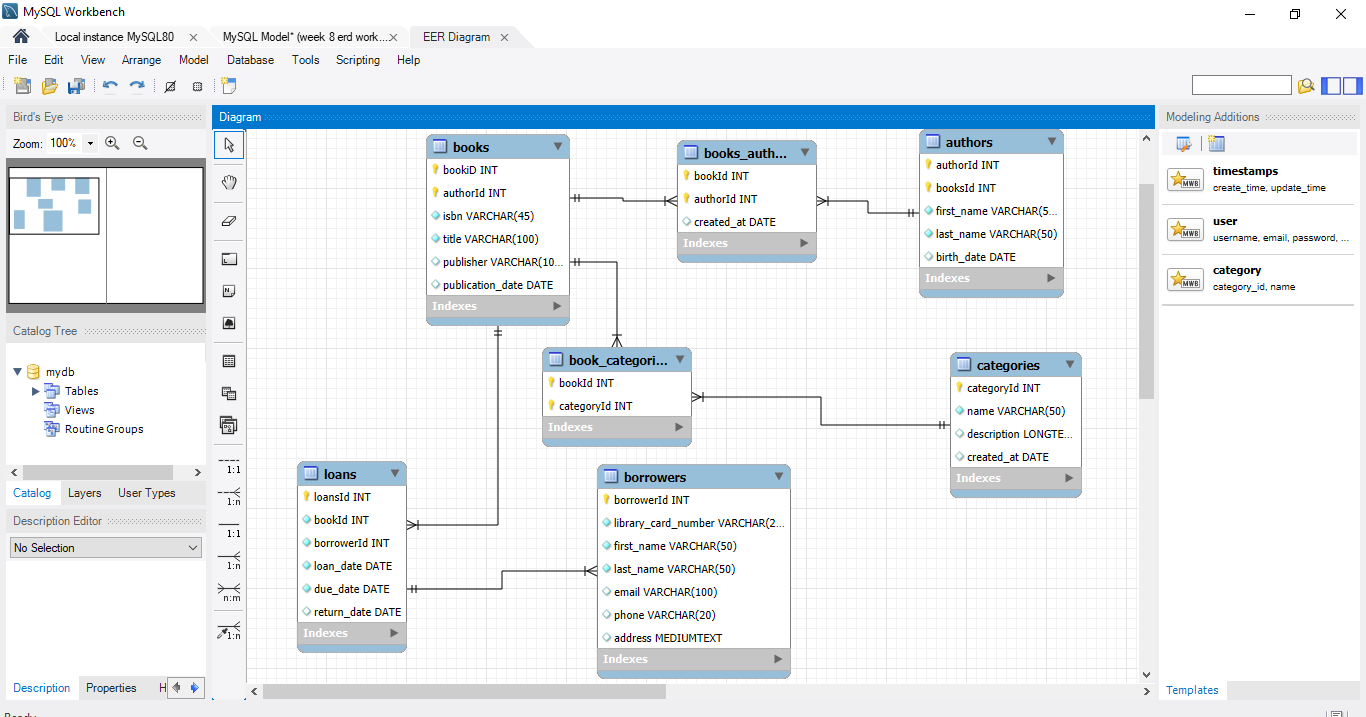 MySQL Workbench
Local instance MySQL80
MySQL Model* (week 8 erd work...
EER Diagram
File Edit View Arrange Model Database Tools Scripting Help
Bird's Eye
Zoom: 100%
Catalog Tree
mydb
Tables
Views
Routine Groups
Catalog Layers User Types
Description Editor
No Selection
Description Properties H
Diagram
1:1
1:n
1:1
1:n
n:m
1:n
books
bookiD INT
authorId INT
isbn VARCHAR(45)
title VARCHAR(100)
publisher VARCHAR(10...
publication_date DATE
Indexes
books_auth...
bookId INT
authorId INT
created_at DATE
Indexes
authors
authorId INT
booksId INT
first_name VARCHAR(5...
last_name VARCHAR(50)
birth_date DATE
Indexes
book_categori...
bookId INT
categoryId INT
Indexes
categories
categoryId INT
name VARCHAR(50)
description LONGTE...
created_at DATE
Indexes
loans
loansId INT
bookId INT
borrowerId INT
loan_date DATE
due_date DATE
return_date DATE
Indexes
borrowers
borrowerId INT
library_card_number VARCHAR(2...
first_name VARCHAR(50)
last_name VARCHAR(50)
email VARCHAR(100)
phone VARCHAR(20)
address MEDIUMTEXT
Indexes
Modeling Additions
timestamps
create_time, update_time
user
username, email, password, ...
category
category_id, name
Templates